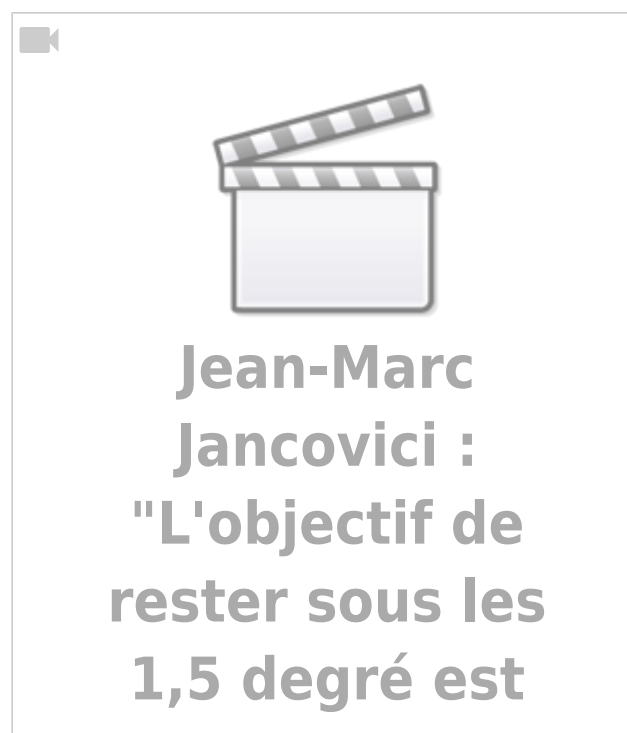 Jean-Marc
Jancovici :
"L'objectif de
rester sous les
1,5 degré est